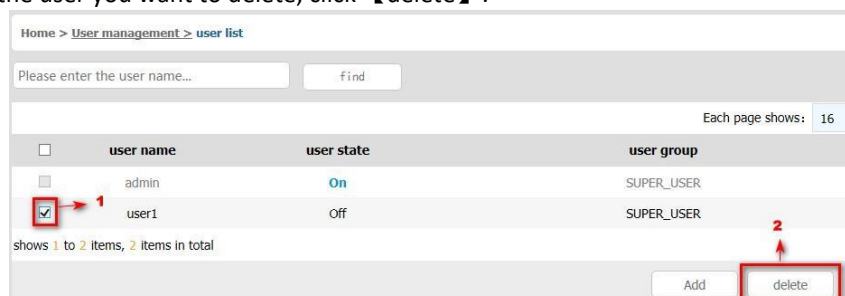 the user you want to delete, click 【delete】.
Home > User management > user list
Please enter the user name... find
Each page shows: 16
user name user state user group
admin On SUPER_USER
1
user1 Off SUPER_USER
2
shows 1 to 2 items, 2 items in total
Add delete